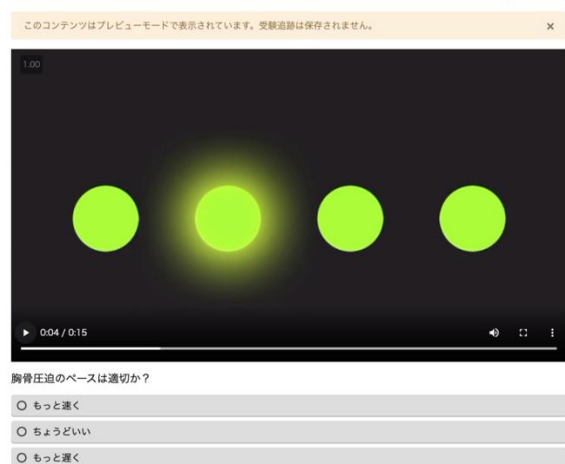 このコンテンツはプレビューモードで表示されています。受験追跡は保存されません。 ×
1.00
0:04 / 0:15
胸骨圧迫のペースは適切か？
もっと速く
ちょうどいい
もっと遅く